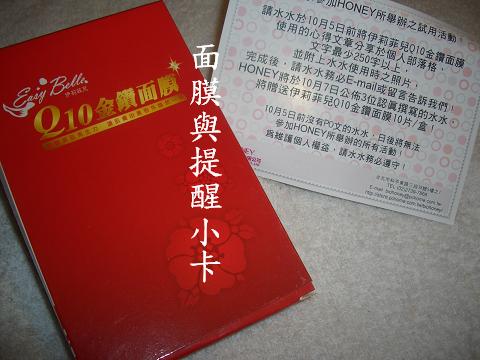 Easy Belle
伊莉菲兒
Q10金鑽面膜
面膜與提醒小卡
參加HONEY所舉辦之試用活動!
請水水於10月5日前將伊莉菲兒Q10金鑽面膜
使用的心得文章分享於個人部落格,
文字最少250字以上,
並附上水水使用時之照片,
完成後,請水水務必E-mail或留言告訴我們!
HONEY將於10月7日公佈3位認真撰寫的水水,
將贈送伊莉菲兒Q10金鑽面膜10片/盒!
10月5日前沒有PO文的水水,日後將無法
參加HONEY所舉辦的所有活動!
為維護個人權益,請水水務必遵守!